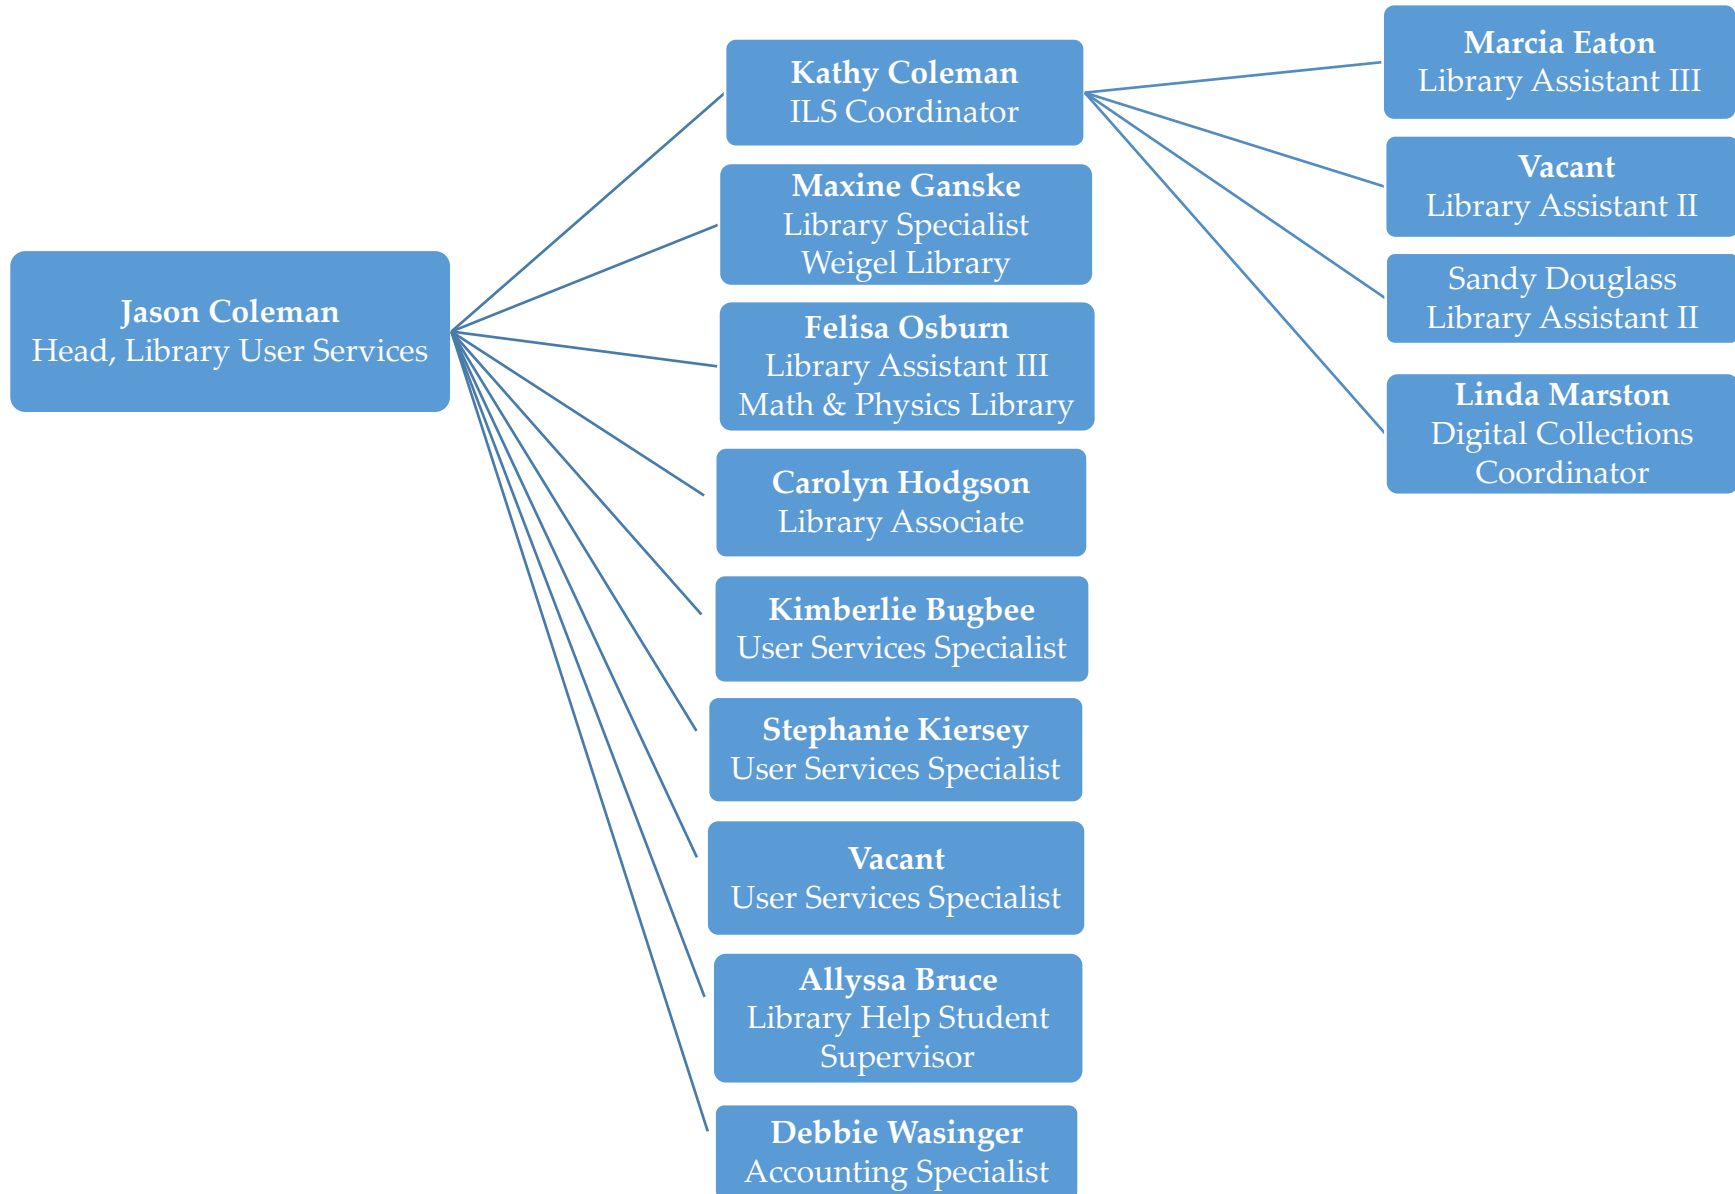 Jason Coleman
Head, Library User Services
Kathy Coleman
ILS Coordinator
Maxine Ganske
Library Specialist
Weigel Library
Felisa Osburn
Library Assistant III
Math & Physics Library
Carolyn Hodgson
Library Associate
Kimberlie Bugbee
User Services Specialist
Stephanie Kiersey
User Services Specialist
Vacant
User Services Specialist
Allyssa Bruce
Library Help Student
Supervisor
Debbie Wasinger
Accounting Specialist
Marcia Eaton
Library Assistant III
Vacant
Library Assistant II
Sandy Douglass
Library Assistant II
Linda Marston
Digital Collections
Coordinator